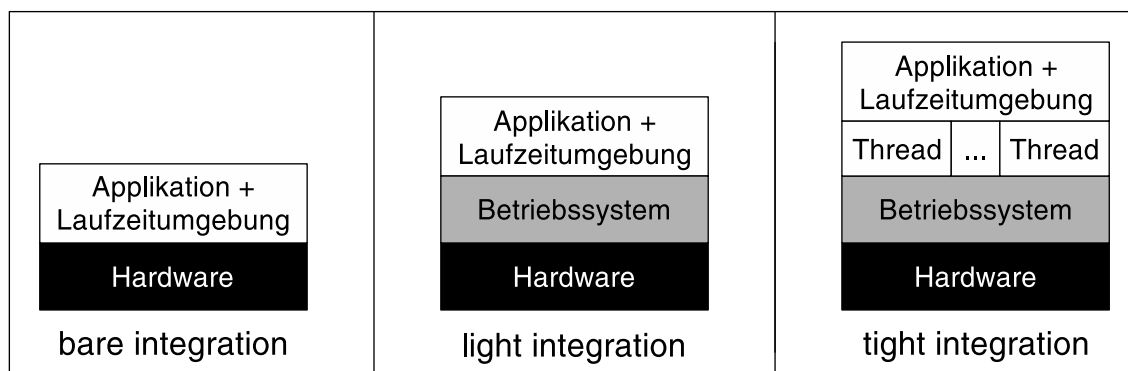 Applikation +
Laufzeitumgebung
Hardware
bare integration
Applikation +
Laufzeitumgebung
Betriebssystem
Hardware
light integration
Applikation +
Laufzeitumgebung
Thread ... Thread
Betriebssystem
Hardware
tight integration